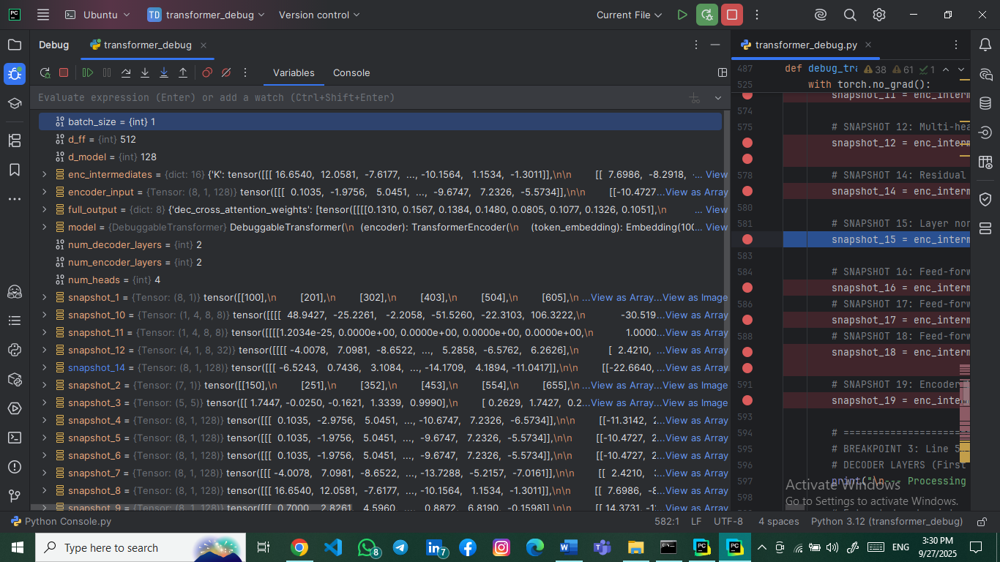 Ubuntu TD transformer_debug Version control Current File
Debug transformer_debug transformer_debug.py
Variables Console
Evaluate expression (Enter) or add a watch (Ctrl+Shift+Enter)
batch_size = {int} 1
d_ff = {int} 512
d_model = {int} 128
enc_intermediates = {dict: 16} {'K': tensor([[[ 16.6540, 12.0581, -7.6177, ..., -10.1564, 1.1534, -1.3011]],\n\n [[ 7.6986, -8.2918, ... View
encoder_input = {Tensor: (8, 1, 128)} tensor([[[ 0.1035, -1.9756, 5.0451, ..., -9.6747, 7.2326, -5.5734]],\n\n [[-10.4727 ...View as Array
full_output = {dict: 8} {'dec_cross_attention_weights': [tensor([[[[0.1310, 0.1567, 0.1384, 0.1480, 0.0805, 0.1077, 0.1326, 0.1051],\n ... View
model = {DebuggableTransformer} DebuggableTransformer(\n (encoder): TransformerEncoder(\n (token_embedding): Embedding(100 ... View
num_decoder_layers = {int} 2
num_encoder_layers = {int} 2
num_heads = {int} 4
snapshot_1 = {Tensor: (8, 1)} tensor([[100],\n [201],\n [302],\n [403],\n [504],\n [605],\n ...View as Array...View as Image
snapshot_10 = {Tensor: (1, 4, 8, 8)} tensor([[[[ 48.9427, -25.2261, -2.2058, -51.5260, -22.3103, 106.3222,\n -30.519 ...View as Array
snapshot_11 = {Tensor: (1, 4, 8, 8)} tensor([[[[1.2034e-25, 0.0000e+00, 0.0000e+00, 0.0000e+00, 0.0000e+00,\n 1.0000 ...View as Array
snapshot_12 = {Tensor: (4, 1, 8, 32)} tensor([[[[ -4.0078, 7.0981, -8.6522, ..., 5.2858, -6.5762, 6.2626],\n [ 2.4210, ...View as Array
snapshot_14 = {Tensor: (8, 1, 128)} tensor([[[ -6.5243, 0.7436, 3.1084, ..., -14.1709, 4.1894, -11.0417]],\n\n [[-22.6640, ...View as Array
snapshot_2 = {Tensor: (7, 1)} tensor([[150],\n [251],\n [352],\n [453],\n [554],\n [655],\n ...View as Array...View as Image
snapshot_3 = {Tensor: (5, 5)} tensor([[ 1.7447, -0.0250, -0.1621, 1.3339, 0.9990],\n [ 0.2629, 1.7427, 0.2...View as Array...View as Image
snapshot_4 = {Tensor: (8, 1, 128)} tensor([[[ 0.1035, -2.9756, 5.0451, ..., -10.6747, 7.2326, -6.5734]],\n\n [[-11.3142, 2...View as Array
snapshot_5 = {Tensor: (8, 1, 128)} tensor([[[ 0.1035, -1.9756, 5.0451, ..., -9.6747, 7.2326, -5.5734]],\n\n [[-10.4727, 2...View as Array
snapshot_6 = {Tensor: (8, 1, 128)} tensor([[[ 0.1035, -1.9756, 5.0451, ..., -9.6747, 7.2326, -5.5734]],\n\n [[-10.4727, 2...View as Array
snapshot_7 = {Tensor: (8, 1, 128)} tensor([[[ -4.0078, 7.0981, -8.6522, ..., -13.7288, -5.2157, -7.0161]],\n\n [[ 2.4210, 3...View as Array
snapshot_8 = {Tensor: (8, 1, 128)} tensor([[[ 16.6540, 12.0581, -7.6177, ..., -10.1564, 1.1534, -1.3011]],\n\n [[ 7.6986, -8...View as Array
snapshot_9 = {Tensor: (8, 1, 128)} tensor([[[ 0.7000, 2.8261, 4.5960, ..., 0.8872, 6.8190, -0.1598]],\n\n [[ 14.3731, -12...View as Array
487 def debug_tra 38 61 1
525 with torch.no_grad():
snapshot_11 = enc_interm
574
575 # SNAPSHOT 12: Multi-hea
snapshot_12 = enc_interm
578 # SNAPSHOT 14: Residual
snapshot_14 = enc_interm
580
581 # SNAPSHOT 15: Layer nor
snapshot_15 = enc_interm
583
584 # SNAPSHOT 16: Feed-forw
snapshot_16 = enc_interm
586 # SNAPSHOT 17: Feed-forw
snapshot_17 = enc_interm
588 # SNAPSHOT 18: Feed-forw
snapshot_18 = enc_interm
591 # SNAPSHOT 19: Encoder
snapshot_19 = enc_inte
593
594 # ========================
595 # BREAKPOINT 3: Line 5
596 # DECODER LAYERS (First
597 print("\n-- Processing
598
Activate Windows
Go to Settings to activate Windows.
Python Console.py 582:1 LF UTF-8 4 spaces Python 3.12 (transformer_debug)
Type here to search 8 7 ENG 3:30 PM
9/27/2025